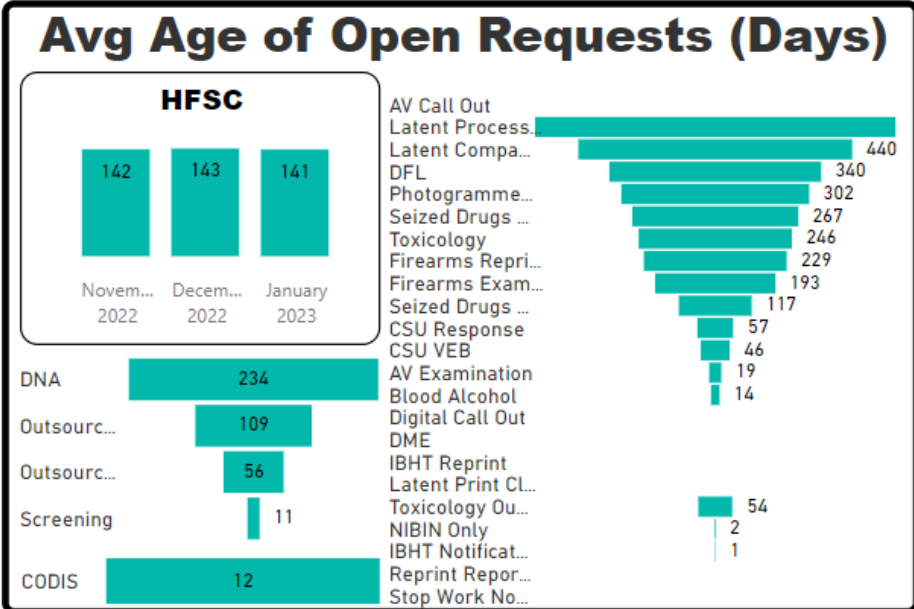 Avg Age of Open Requests (Days)
HFSC
142
143
141
Novem...
2022
Decem...
2022
January
2023
DNA
234
Outsourc...
109
Outsourc...
56
Screening
11
CODIS
12
AV Call Out
Latent Process...
Latent Compa...
440
DFL
340
Photogramme...
302
Seized Drugs ...
267
Toxicology
246
Firearms Repri...
229
Firearms Exam...
193
Seized Drugs ...
117
CSU Response
57
CSU VEB
46
AV Examination
19
Blood Alcohol
14
Digital Call Out
DME
IBHT Reprint
Latent Print Cl...
Toxicology Ou...
54
NIBIN Only
2
IBHT Notificat...
1
Reprint Repor...
Stop Work No...